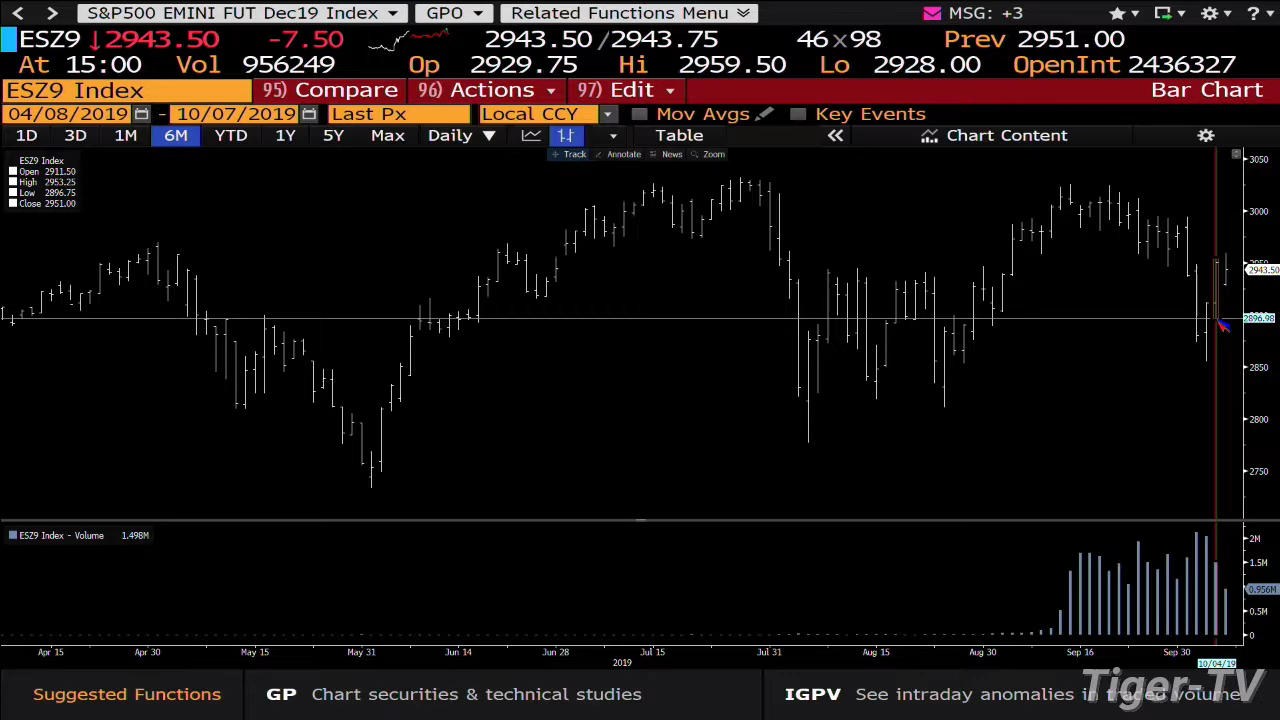 S&P500 EMINI FUT Dec19 Index GPO Related Functions Menu MSG: +3
ESZ9 ↓2943.50 -7.50 2943.50/2943.75 46x98 Prev 2951.00
At 15:00 Vol 956249 Op 2929.75 Hi 2959.50 Lo 2928.00 OpenInt 2436327
ESZ9 Index 95) Compare 96) Actions 97) Edit Bar Chart
04/08/2019 - 10/07/2019 Last Px Local CCY Mov Avgs Key Events
1D 3D 1M 6M YTD 1Y 5Y Max Daily ▼ Table « Chart Content
Track Annotate News Zoom
ESZ9 Index
Open 2911.50
High 2953.25
Low 2896.75
Close 2951.00
3050
3000
2943.50
2896.98
2850
2800
2750
ESZ9 Index - Volume 1.498M
2M
1.5M
0.956M
0.5M
0
Apr 15 Apr 30 May 15 May 31 Jun 14 Jun 28 Jul 15 Jul 31 Aug 15 Aug 30 Sep 16 Sep 30
2019
10/04/19
Suggested Functions GP Chart securities & technical studies IGPV See intraday anomalies in traded volume
Tiger-TV